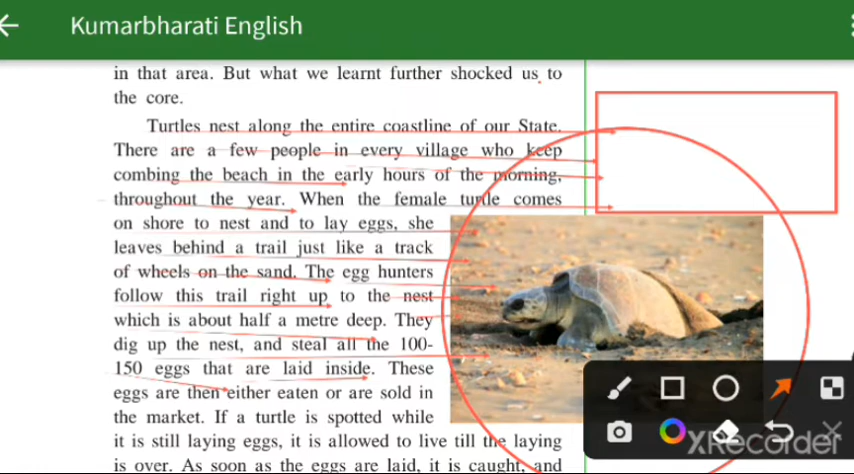 Kumarbharati English
in that area. But what we learnt further shocked us to
the core.
Turtles nest along the entire coastline of our State.
There are a few people in every village who keep
combing the beach in the early hours of the morning,
throughout the year. When the female turtle comes
on shore to nest and to lay eggs, she
leaves behind a trail just like a track
of wheels on the sand. The egg hunters
follow this trail right up to the nest
which is about half a metre deep. They
dig up the nest, and steal all the 100-
150 eggs that are laid inside. These
eggs are then either eaten or are sold in
the market. If a turtle is spotted while
it is still laying eggs, it is allowed to live till the laying
is over. As soon as the eggs are laid, it is caught, and
XRecorder